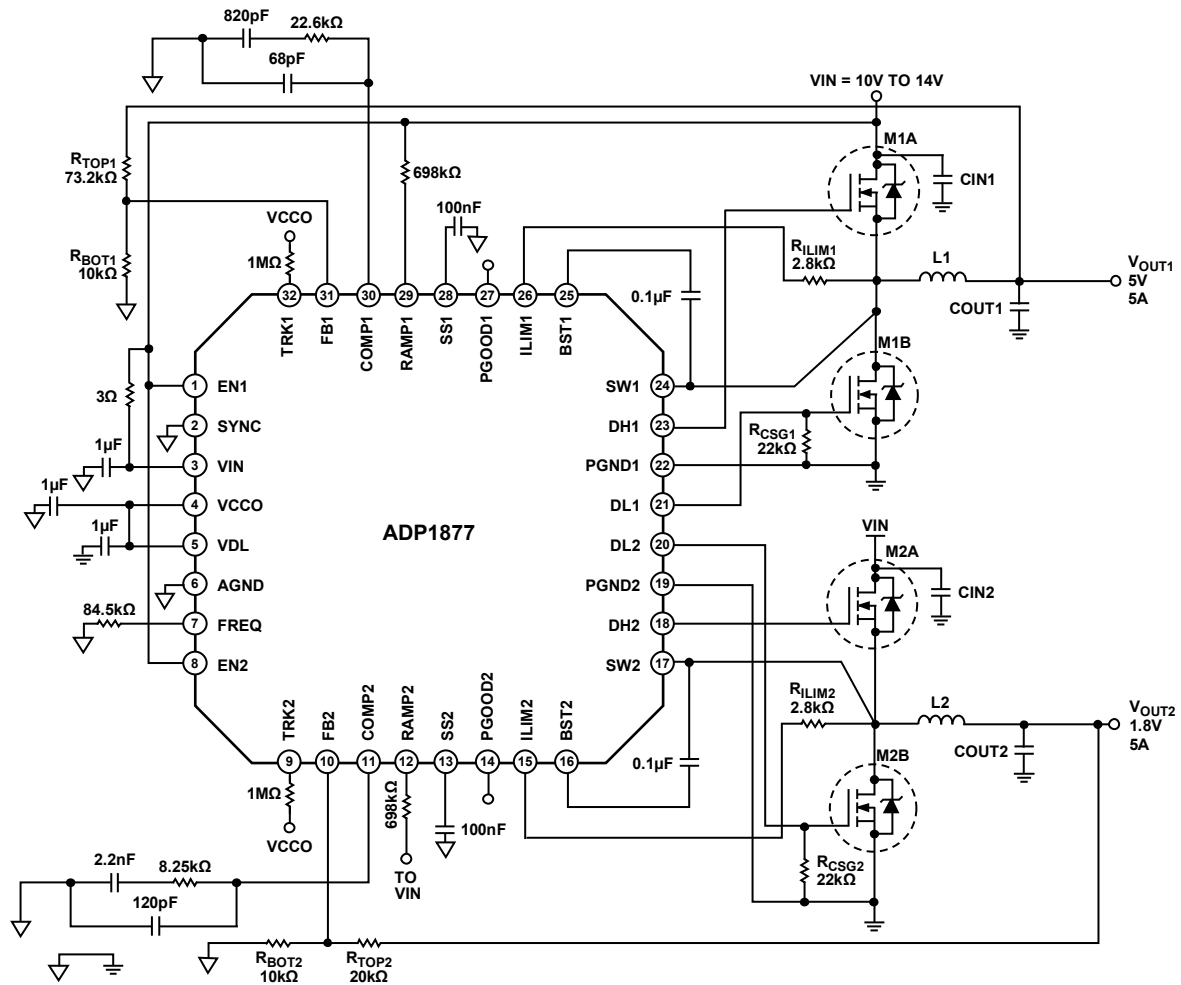 820pF
22.6kΩ
68pF
VIN = 10V TO 14V
M1A
CIN1
RTOP1
73.2kΩ
698kΩ
VCCO
1MΩ
100nF
RBOT1
10kΩ
RILIM1
2.8kΩ
L1
VOUT1
5V
5A
COUT1
0.1µF
32 31 30 29 28 27 26 25
TRK1 FB1 COMP1 RAMP1 SS1 PGOOD1 ILIM1 BST1
M1B
3Ω
1 EN1
SW1 24
2 SYNC
DH1 23
RCSG1
22kΩ
1µF
3 VIN
PGND1 22
1µF
4 VCCO
DL1 21
ADP1877
1µF
5 VDL
DL2 20
VIN
M2A
6 AGND
PGND2 19
CIN2
84.5kΩ
7 FREQ
DH2 18
8 EN2
SW2 17
TRK2 FB2 COMP2 RAMP2 SS2 PGOOD2 ILIM2 BST2
9 10 11 12 13 14 15 16
RILIM2
2.8kΩ
L2
VOUT2
1.8V
5A
COUT2
M2B
0.1µF
1MΩ
698kΩ
100nF
VCCO
TO
VIN
RCSG2
22kΩ
2.2nF
8.25kΩ
120pF
RBOT2
10kΩ
RTOP2
20kΩ